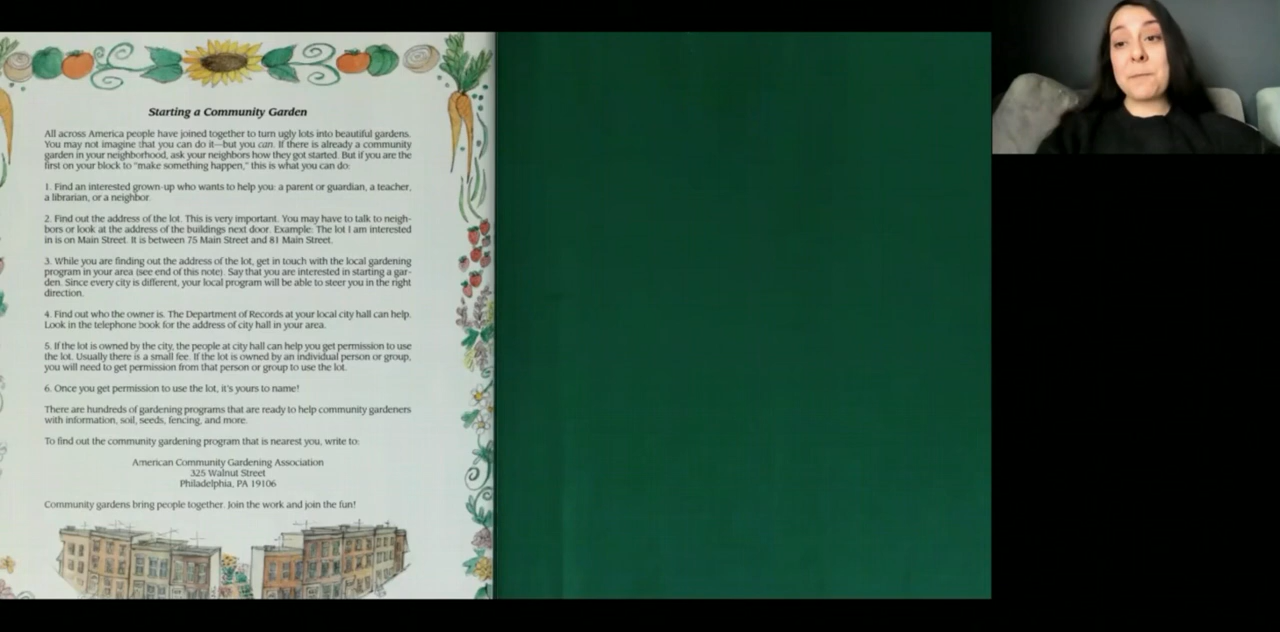 Starting a Community Garden
All across America people have joined together to turn ugly lots into beautiful gardens.
You may not imagine that you can do it—but you can. If there is already a community
garden in your neighborhood, ask your neighbors how they got started. But if you are the
first on your block to "make something happen," this is what you can do:
1. Find an interested grown-up who wants to help you: a parent or guardian, a teacher,
a librarian, or a neighbor.
2. Find out the address of the lot. This is very important. You may have to talk to neigh-
bors or look at the address of the buildings next door. Example: The lot I am interested
in is on Main Street. It is between 75 Main Street and 81 Main Street.
3. While you are finding out the address of the lot, get in touch with the local gardening
program in your area (see end of this note). Say that you are interested in starting a gar-
den. Since every city is different, your local program will be able to steer you in the right
direction.
4. Find out who the owner is. The Department of Records at your local city hall can help.
Look in the telephone book for the address of city hall in your area.
5. If the lot is owned by the city, the people at city hall can help you get permission to use
the lot. Usually there is a small fee. If the lot is owned by an individual person or group,
you will need to get permission from that person or group to use the lot.
6. Once you get permission to use the lot, it's yours to name!
There are hundreds of gardening programs that are ready to help community gardeners
with information, soil, seeds, fencing, and more.
To find out the community gardening program that is nearest you, write to:
American Community Gardening Association
325 Walnut Street
Philadelphia, PA 19106
Community gardens bring people together. Join the work and join the fun!